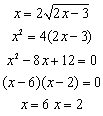 x = 2√(2x − 3)
x² = 4(2x − 3)
x² − 8x + 12 = 0
(x − 6)(x − 2) = 0
x = 6  x = 2